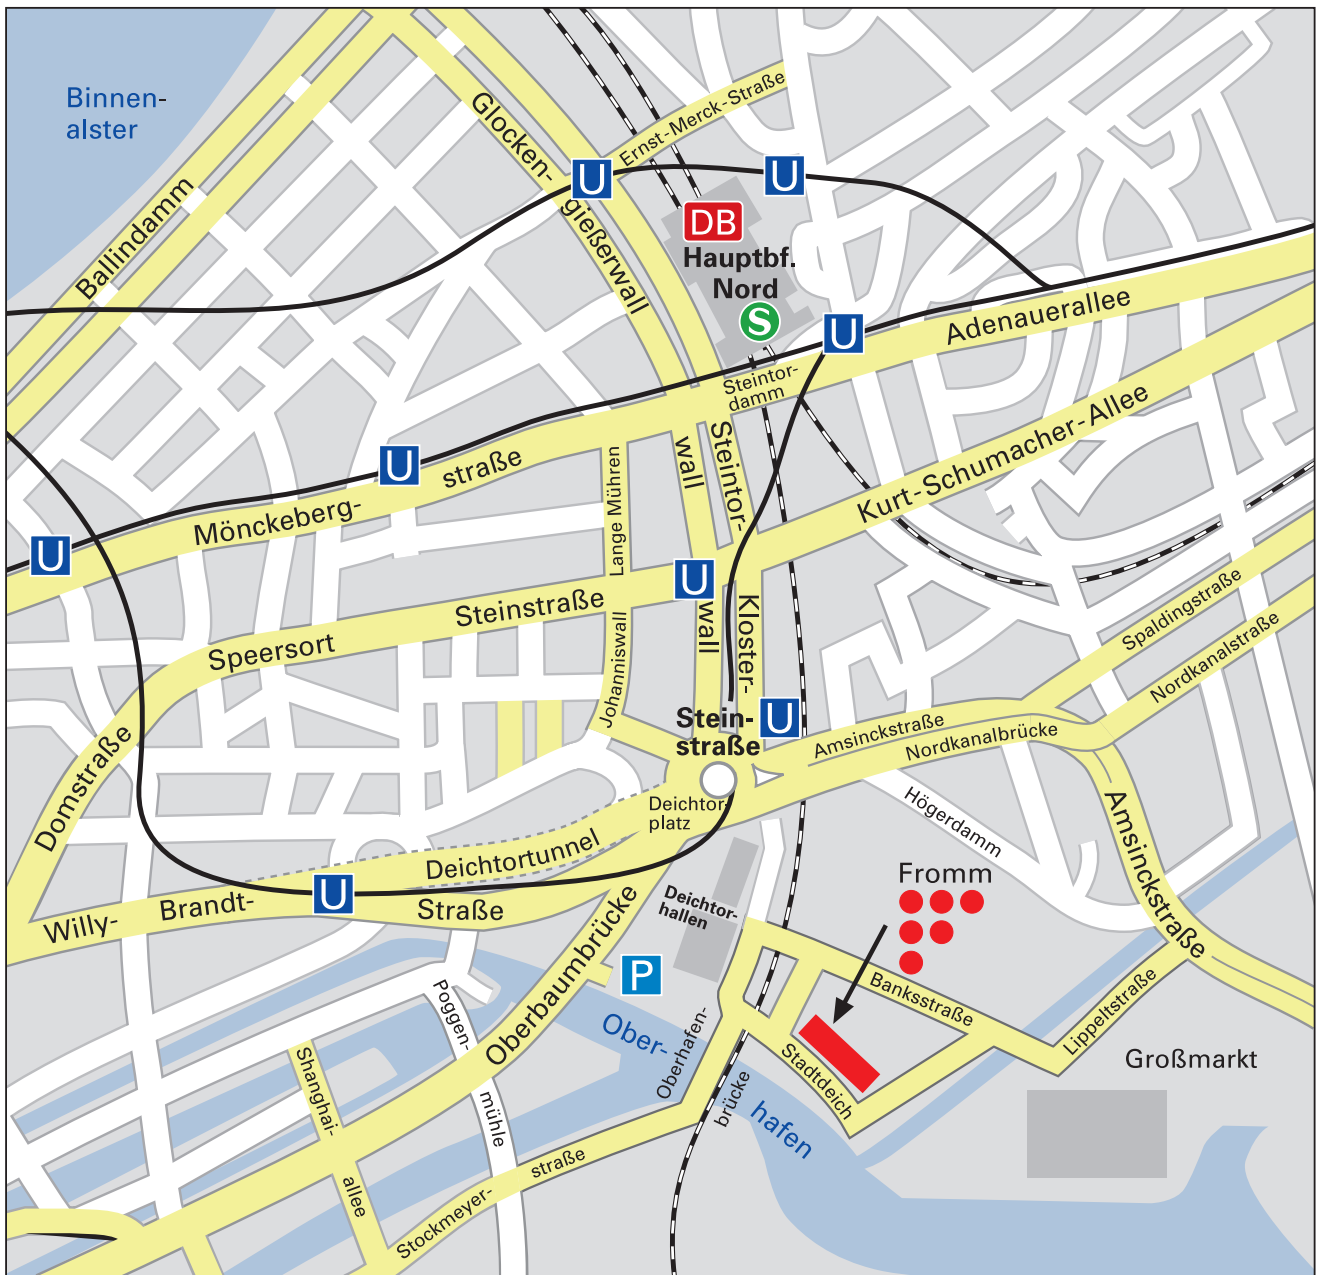 Binnen-
alster
Ballindamm
Glocken-
gießerwall
Ernst-Merck-Straße
U
U
DB
Hauptbf.
Nord
S
U
Adenauerallee
Steintor-
damm
Kurt-Schumacher-Allee
U
Mönckeberg-
straße
U
Lange Mühren
wall
Steintor-
Steinstraße
Speersort
U
wall
Kloster-
Johanniswall
Spaldingstraße
Nordkanalstraße
Stein-
straße
U
Amsinckstraße
Nordkanalbrücke
Domstraße
Deichtor-
platz
Högerdamm
Amsinckstraße
Deichtortunnel
Willy-
Brandt-
U
Straße
Fromm
Deichtor-
hallen
Oberbaumbrücke
P
Banksstraße
Lippeltstraße
Poggen-
mühle
Ober-
hafen
Oberhafen-
brücke
Stadtdeich
Großmarkt
Shanghai-
allee
Stockmeyer-
straße